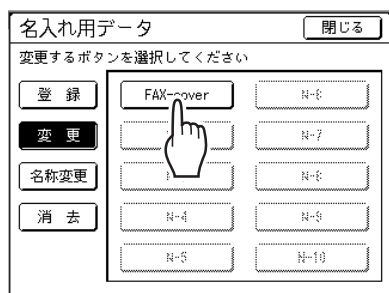 名入れ用データ 閉じる
変更するボタンを選択してください
登 録 FAX-cover N-6
変 更 N-7
名称変更 N-8
消 去 N-4 N-9
N-5 N-10